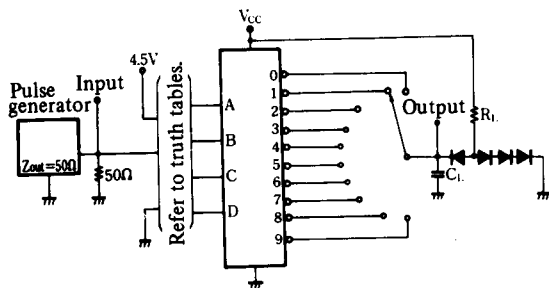 Vcc
4.5V
Pulse
generator
Input
Zout=50Ω
50Ω
Refer to truth tables.
A
B
C
D
0
1
2
3
4
5
6
7
8
9
Output
RL
CL